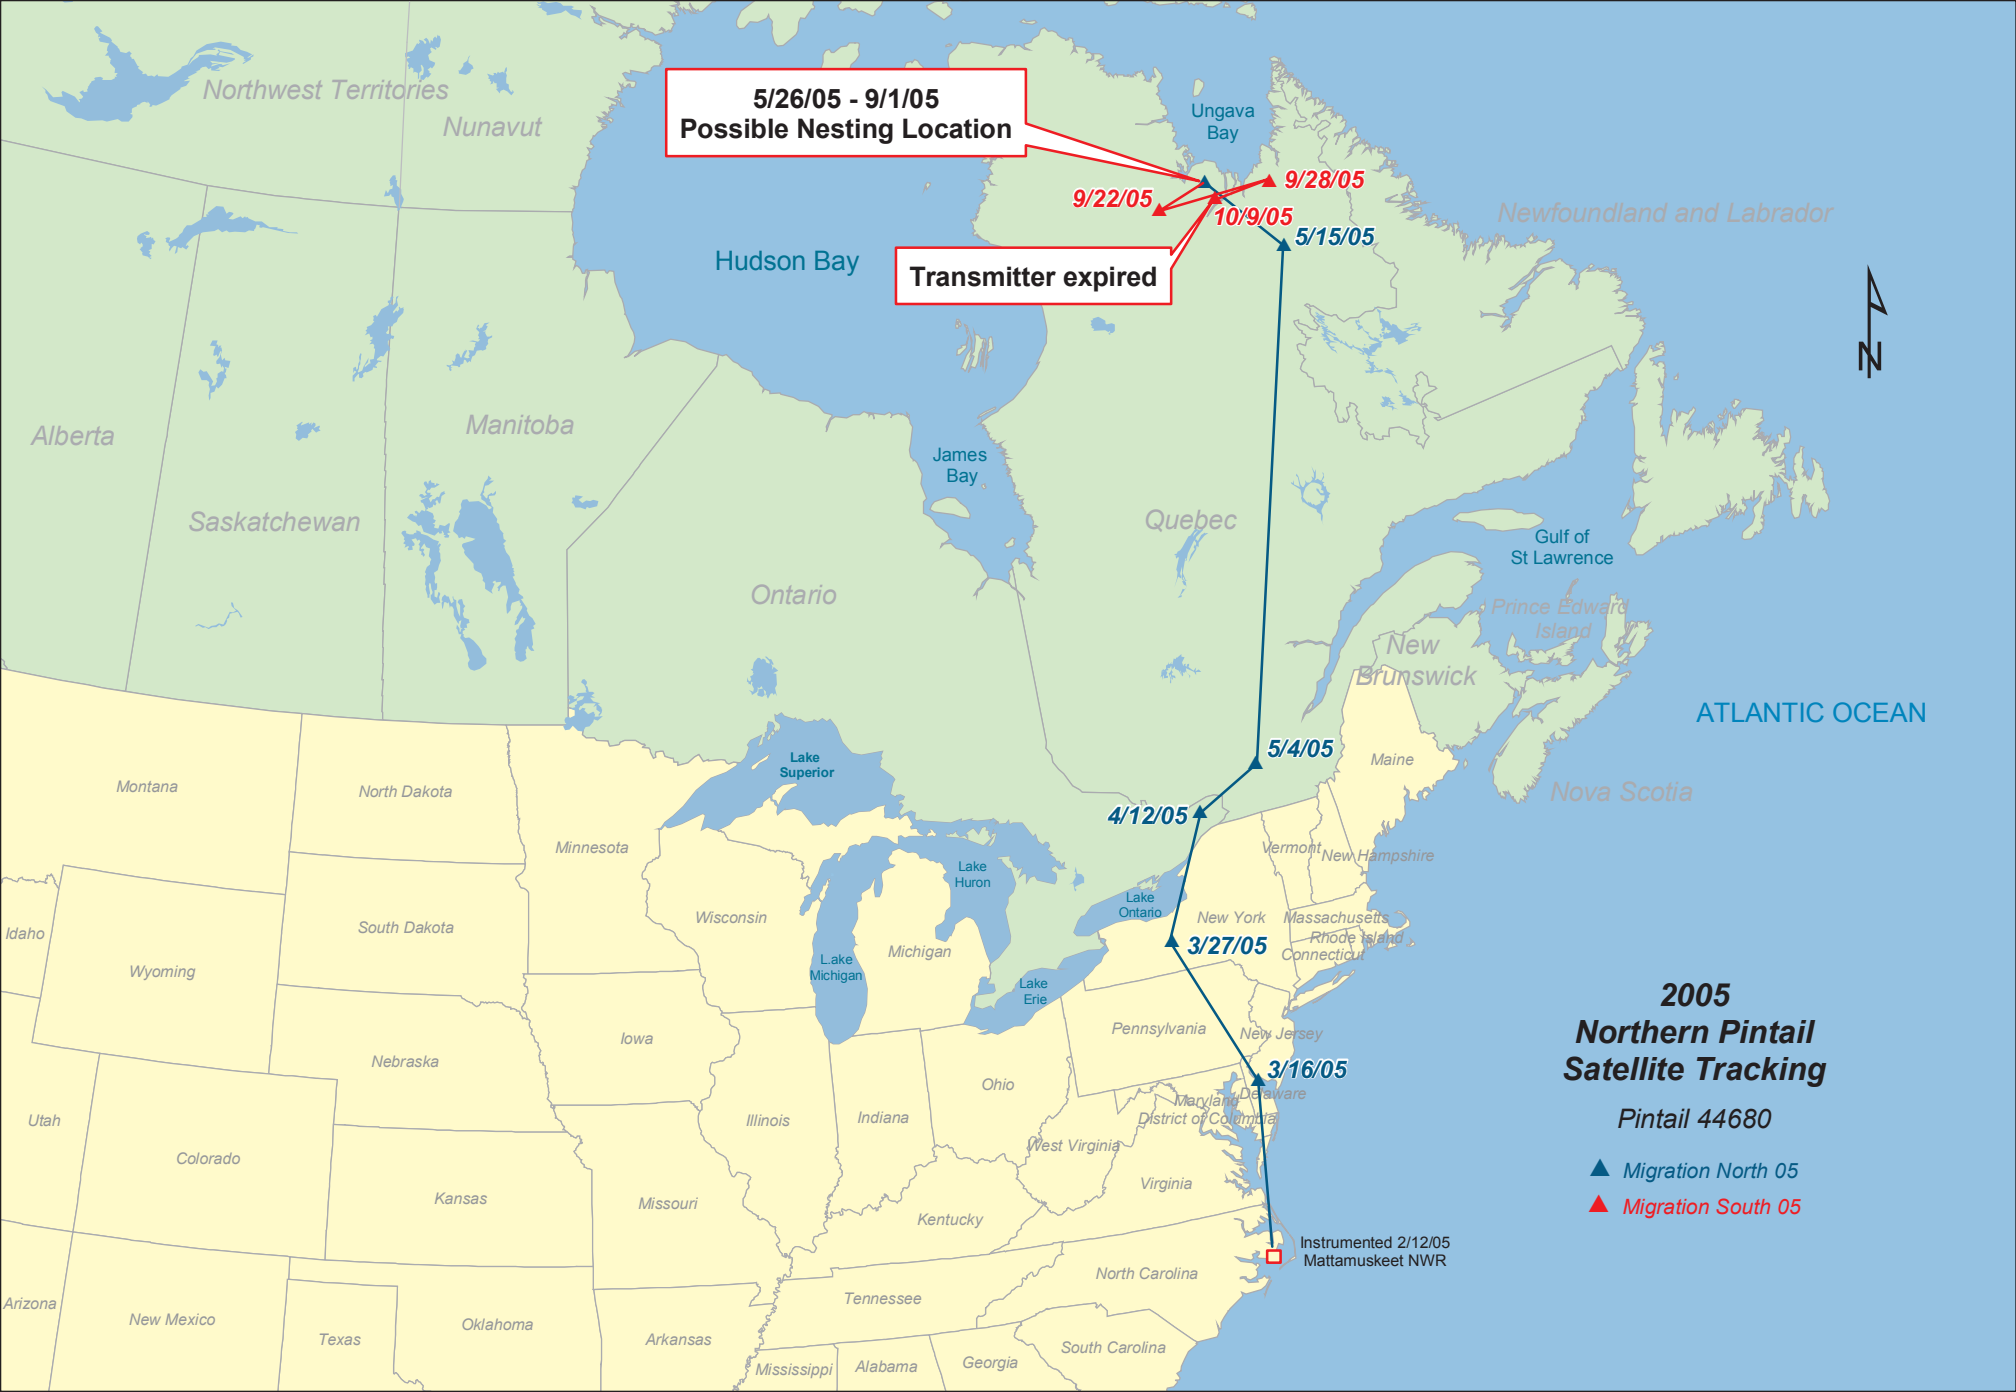 Northwest Territories
Nunavut
5/26/05 - 9/1/05
Possible Nesting Location
Ungava
Bay
9/22/05
9/28/05
10/9/05
5/15/05
Newfoundland and Labrador
Hudson Bay
Transmitter expired
N
Alberta
Manitoba
James
Bay
Saskatchewan
Quebec
Gulf of
St Lawrence
Ontario
Prince Edward
Island
New
Brunswick
ATLANTIC OCEAN
5/4/05
Lake
Superior
Maine
Montana
North Dakota
Nova Scotia
4/12/05
Minnesota
Vermont
New Hampshire
Lake
Huron
Lake
Ontario
Wisconsin
New York
Massachusetts
Idaho
South Dakota
Rhode Island
3/27/05
Michigan
Connecticut
Wyoming
L.ake
Michigan
Lake
Erie
2005
Northern Pintail
Satellite Tracking
Pintail 44680
Migration North 05
Migration South 05
Pennsylvania
New Jersey
Iowa
Nebraska
3/16/05
Ohio
Delaware
Maryland
District of Columbia
Utah
Illinois
Indiana
West Virginia
Colorado
Virginia
Kansas
Missouri
Kentucky
Instrumented 2/12/05
Mattamuskeet NWR
North Carolina
Arizona
Tennessee
New Mexico
Oklahoma
Texas
Arkansas
South Carolina
Mississippi
Alabama
Georgia